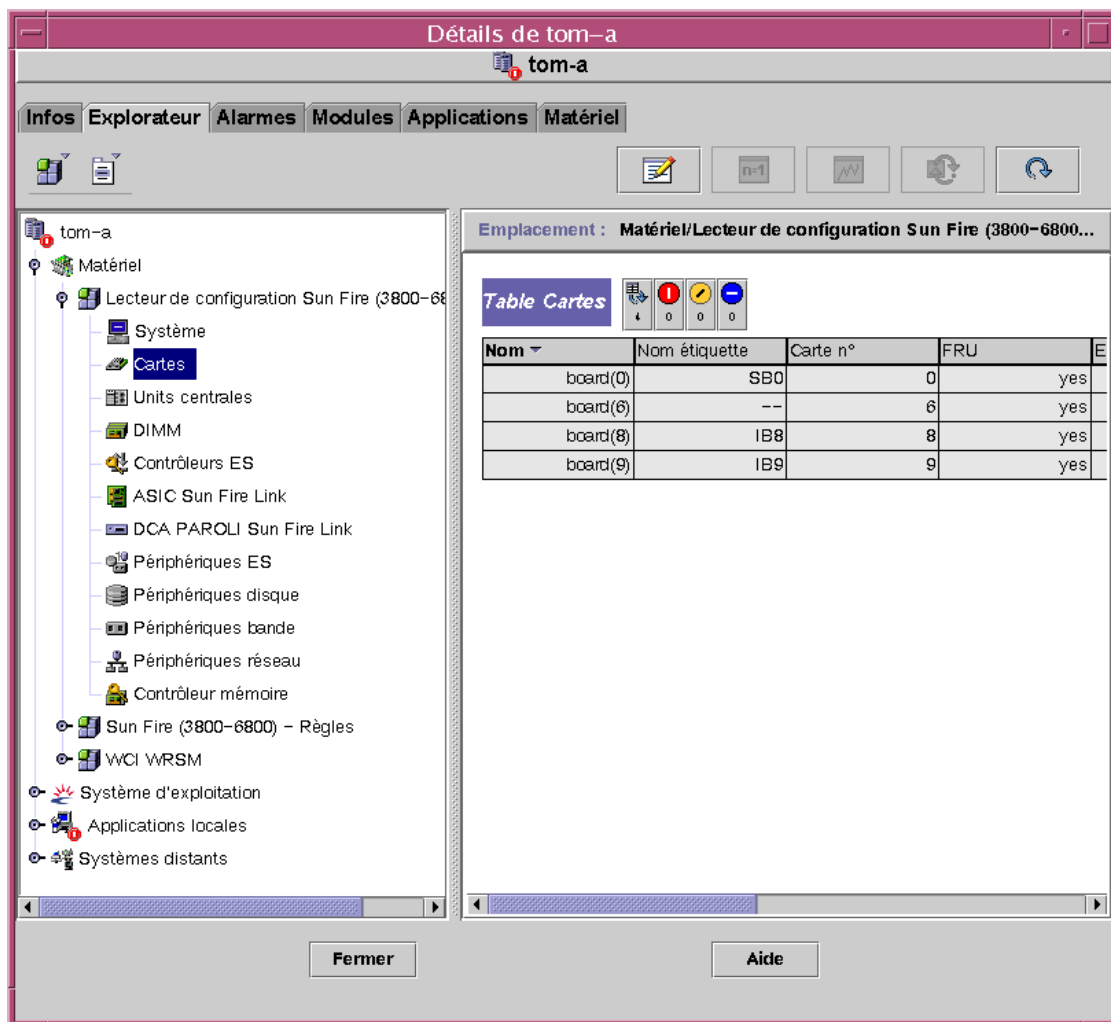 Détails de tom-a
tom-a
Infos Explorateur Alarmes Modules Applications Matériel
n=1
tom-a
Matériel
Lecteur de configuration Sun Fire (3800-68
Système
Cartes
Units centrales
DIMM
Contrôleurs ES
ASIC Sun Fire Link
DCA PAROLI Sun Fire Link
Périphériques ES
Périphériques disque
Périphériques bande
Périphériques réseau
Contrôleur mémoire
Sun Fire (3800-6800) - Règles
WCI WRSM
Système d'exploitation
Applications locales
Systèmes distants
Emplacement : Matériel/Lecteur de configuration Sun Fire (3800-6800...
Table Cartes
4 0 0 0
Nom Nom étiquette Carte n° FRU E
board(0) SB0 0 yes
board(6) -- 6 yes
board(8) IB8 8 yes
board(9) IB9 9 yes
Fermer Aide